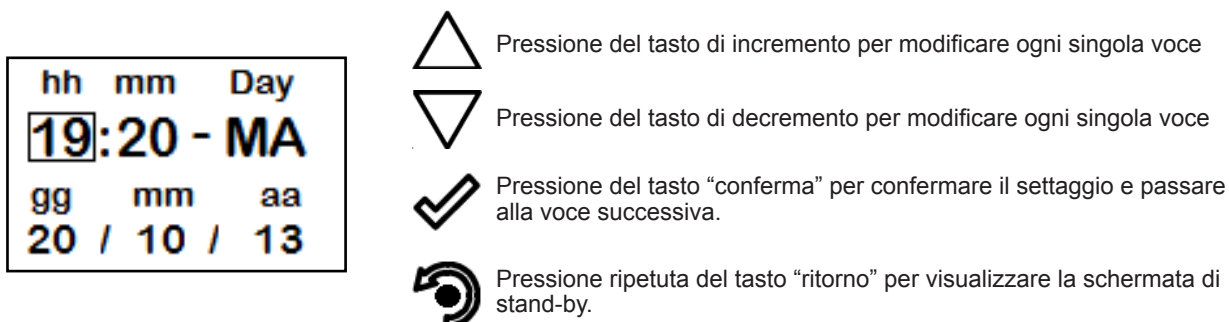 hh mm Day
19:20 - MA
gg mm aa
20 / 10 / 13
Pressione del tasto di incremento per modificare ogni singola voce
Pressione del tasto di decremento per modificare ogni singola voce
Pressione del tasto “conferma” per confermare il settaggio e passare
alla voce successiva.
Pressione ripetuta del tasto “ritorno” per visualizzare la schermata di
stand-by.